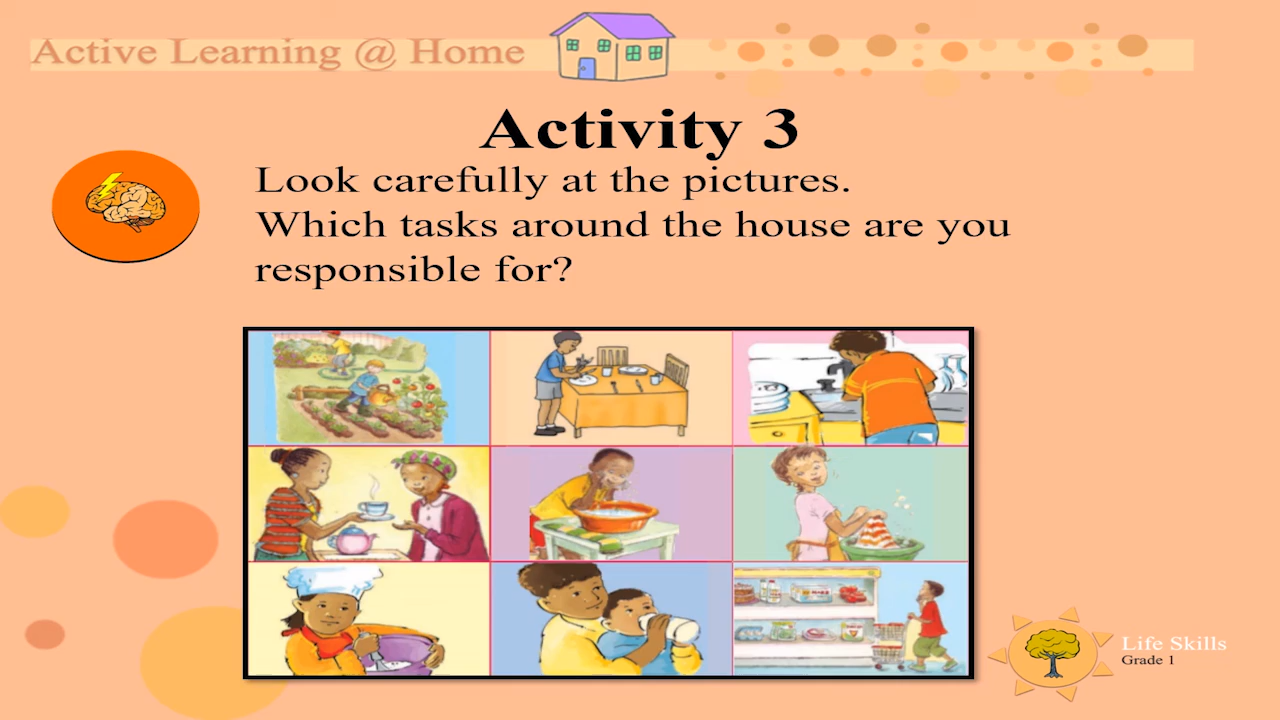 Active Learning @ Home
Activity 3
Look carefully at the pictures.
Which tasks around the house are you
responsible for?
Life Skills
Grade 1